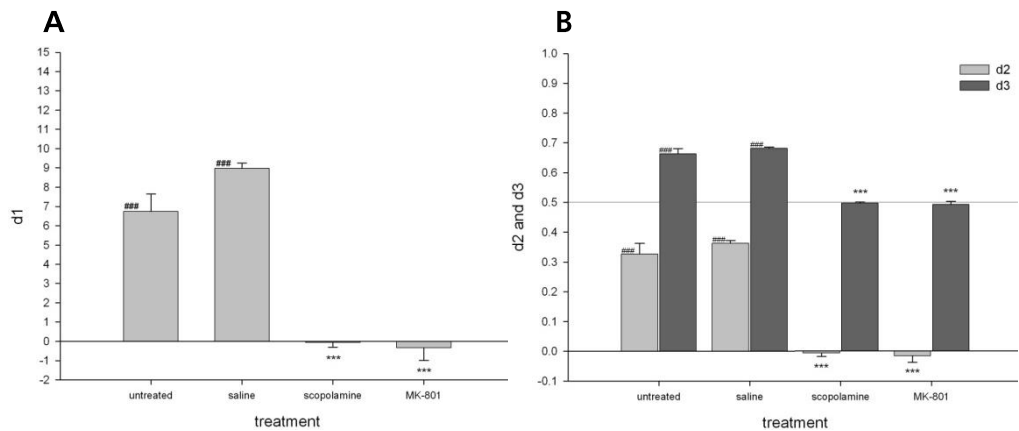 A
15
14
13
12
11
10
9
8
7
6
5
4
3
2
1
0
-1
-2
d1
###
###
***
***
untreated
saline
scopolamine
MK-801
treatment
B
1.0
0.9
0.8
0.7
0.6
0.5
0.4
0.3
0.2
0.1
0.0
-0.1
d2 and d3
d2
d3
###
###
###
###
***
***
***
***
untreated
saline
scopolamine
MK-801
treatment